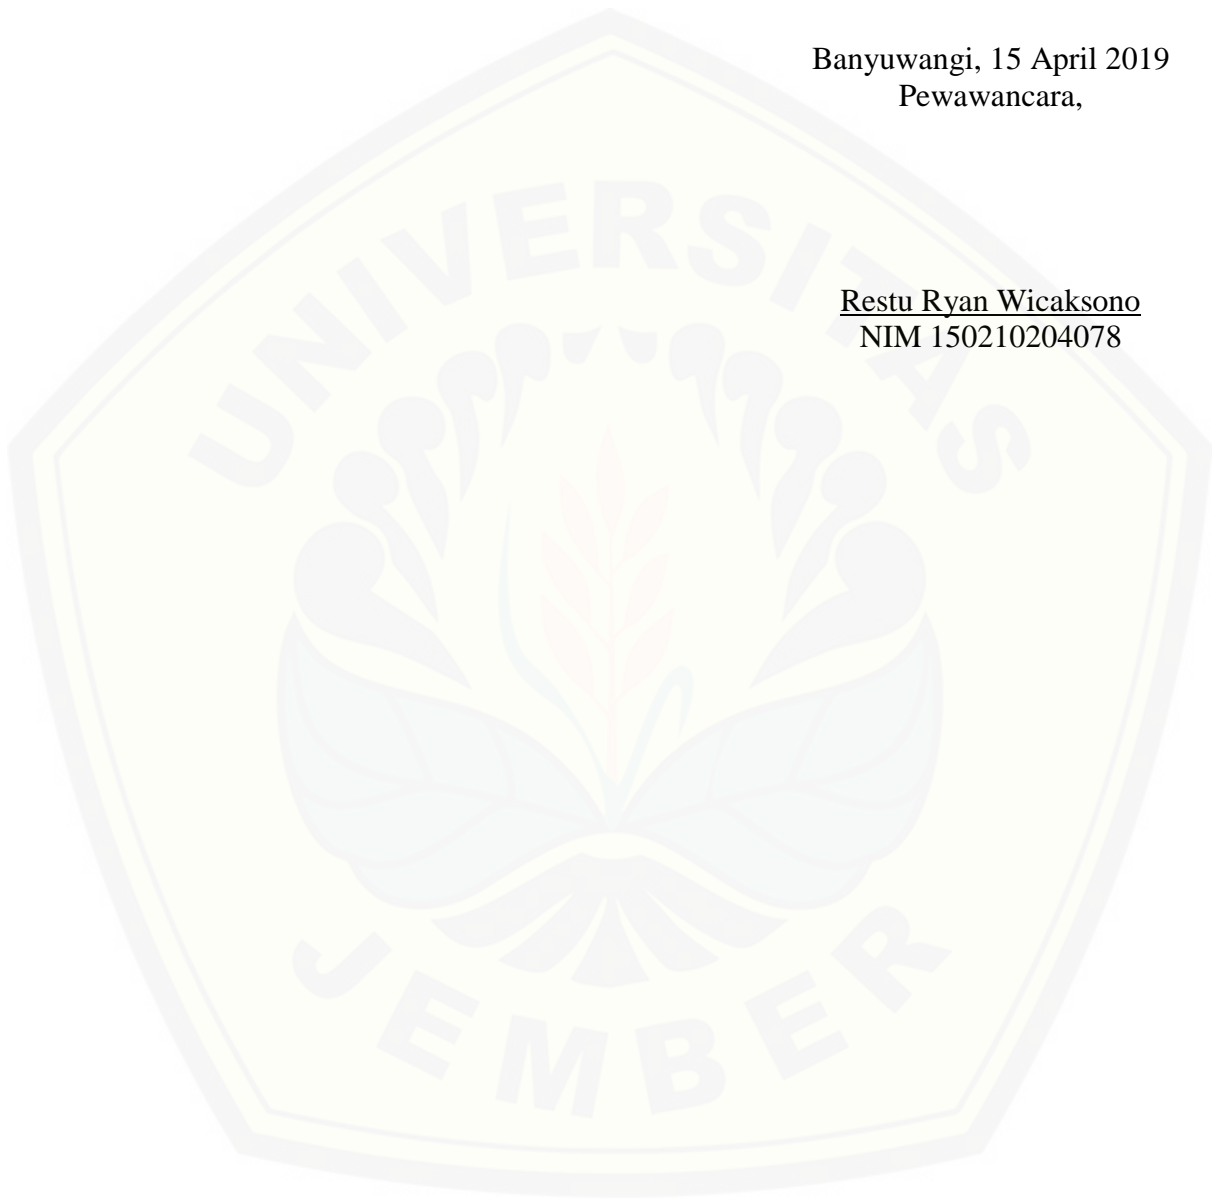 Banyuwangi, 15 April 2019
Pewawancara,
Restu Ryan Wicaksono
NIM 150210204078
UNIVERSITAS
JEMBER